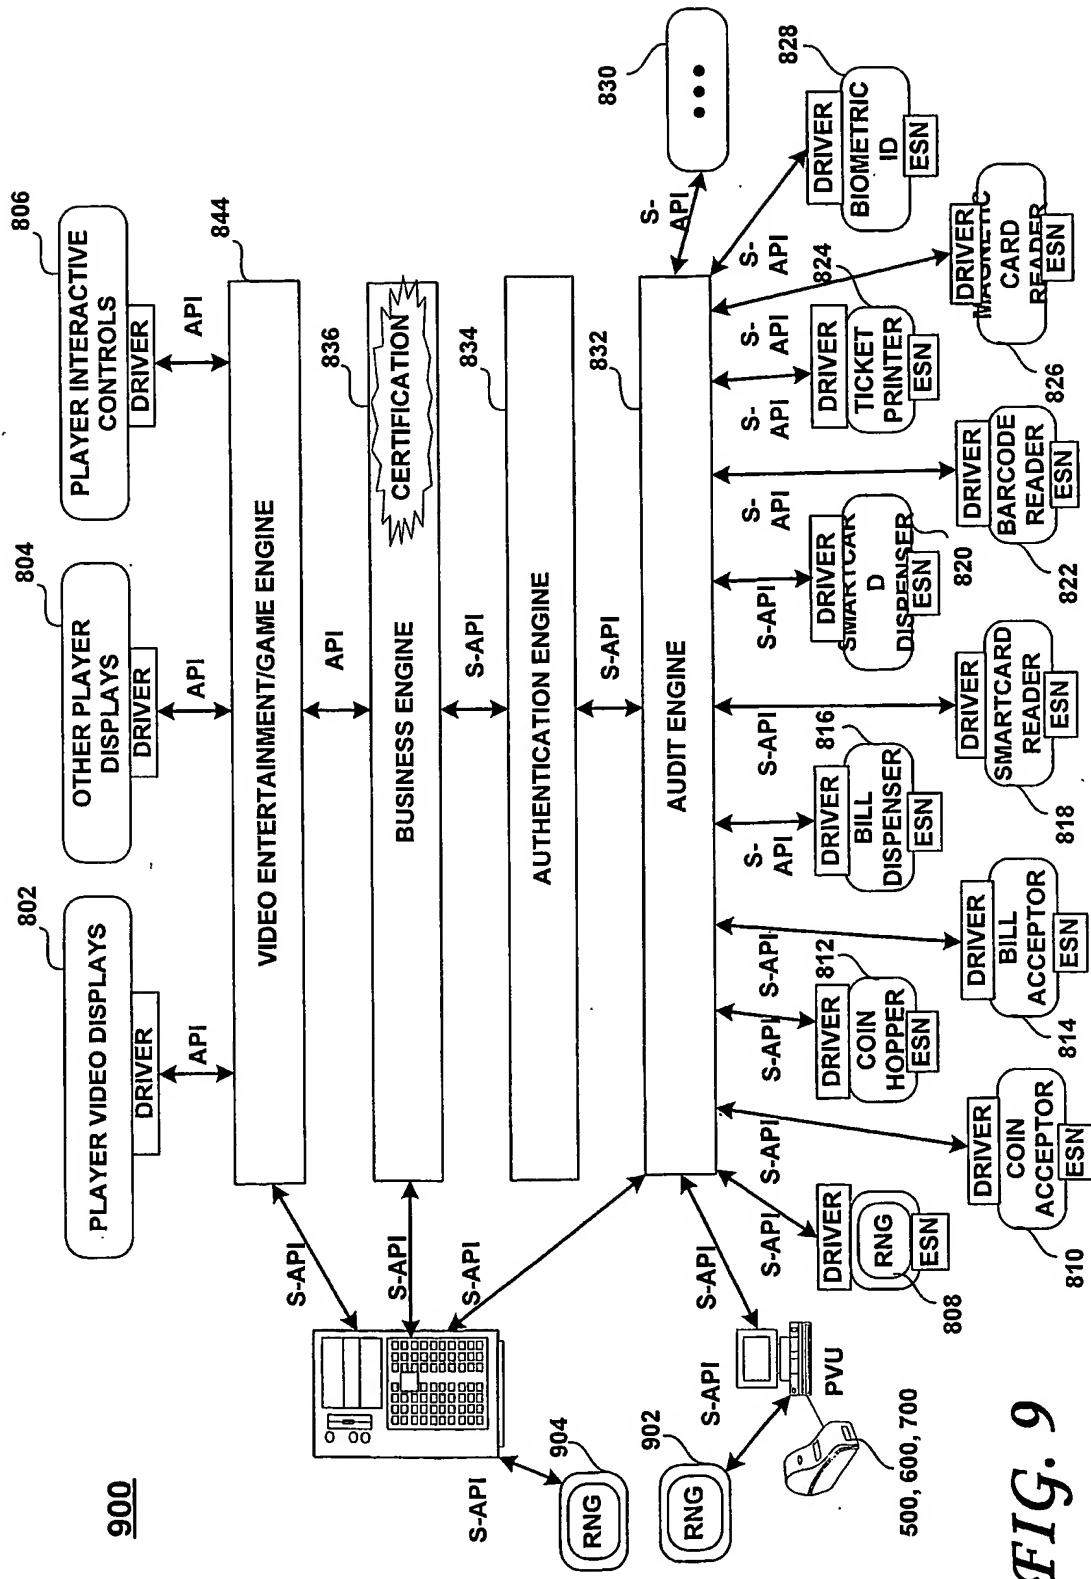 900
802
PLAYER VIDEO DISPLAYS
DRIVER
API
804
OTHER PLAYER
DISPLAYS
DRIVER
API
806
PLAYER INTERACTIVE
CONTROLS
DRIVER
API
844
VIDEO ENTERTAINMENT/GAME ENGINE
API
836
BUSINESS ENGINE
CERTIFICATION
S-API
834
AUTHENTICATION ENGINE
S-API
832
AUDIT ENGINE
S-API
S-API
S-API
S-API
904
RNG
902
RNG
S-API
S-API
PVU
500, 600, 700
S-API
DRIVER
RNG
ESN
808
S-API
DRIVER
COIN
ACCEPTOR
ESN
810
S-API
812
DRIVER
COIN
HOPPER
ESN
S-API
DRIVER
BILL
ACCEPTOR
ESN
814
S-
API
816
DRIVER
BILL
DISPENSER
ESN
S-API
DRIVER
SMARTCARD
READER
ESN
818
S-API
DRIVER
SMARTCAR
D
DISPENSER
ESN
820
S-
API
DRIVER
BARCODE
READER
ESN
822
S-
API
824
DRIVER
TICKET
PRINTER
ESN
S-
API
DRIVER
MAGNETIC
CARD
READER
ESN
826
S-
API
828
DRIVER
BIOMETRIC
ID
ESN
S-
API
830
•••
FIG. 9